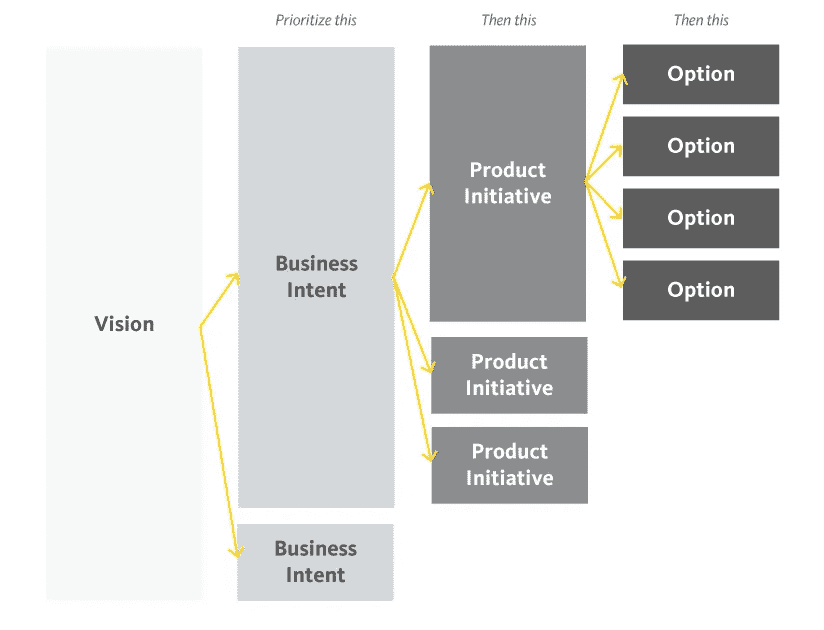 Prioritize this
Then this
Then this
Vision
Business
Intent
Business
Intent
Product
Initiative
Product
Initiative
Product
Initiative
Option
Option
Option
Option